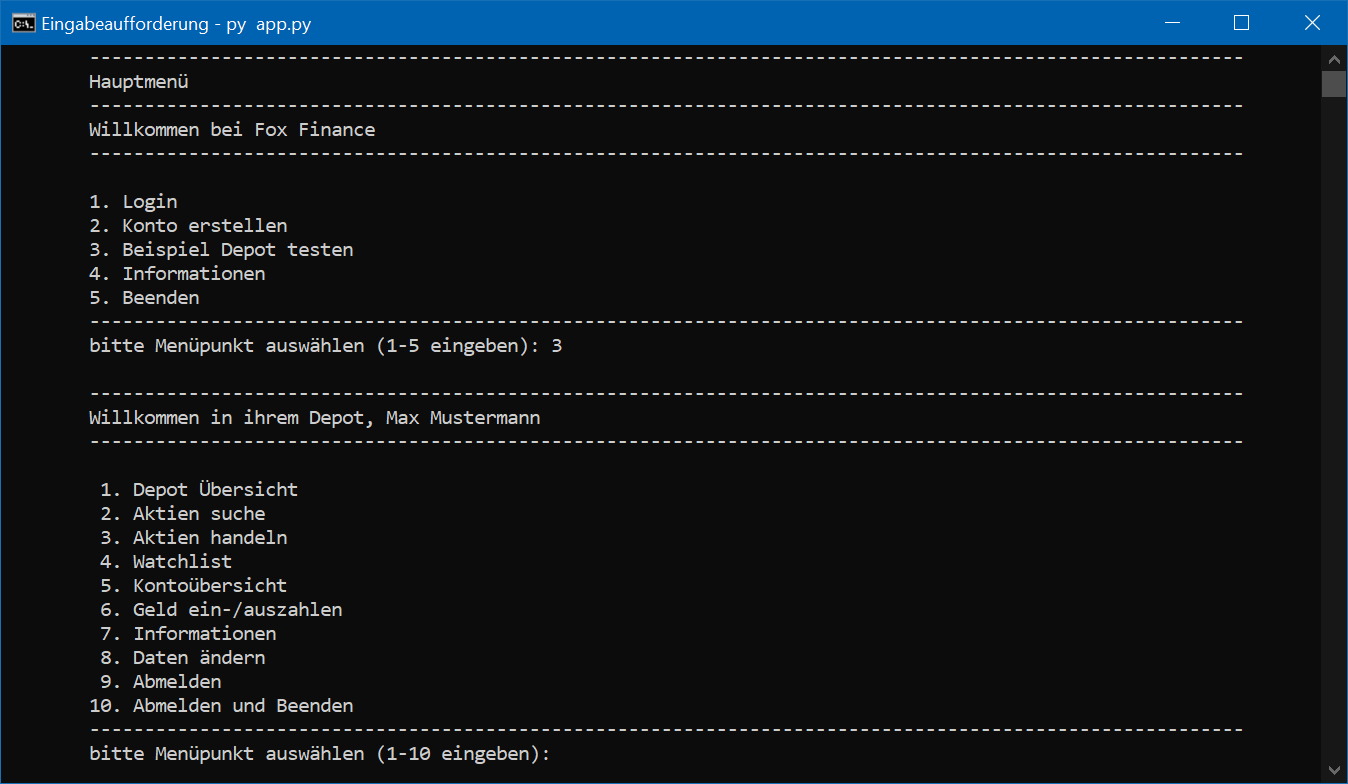 Eingabeaufforderung - py  app.py
---------------------------------------------------------------------------------------------------------
Hauptmenü
---------------------------------------------------------------------------------------------------------
Willkommen bei Fox Finance
---------------------------------------------------------------------------------------------------------
1. Login
2. Konto erstellen
3. Beispiel Depot testen
4. Informationen
5. Beenden
---------------------------------------------------------------------------------------------------------
bitte Menüpunkt auswählen (1-5 eingeben): 3
---------------------------------------------------------------------------------------------------------
Willkommen in ihrem Depot, Max Mustermann
---------------------------------------------------------------------------------------------------------
1. Depot Übersicht
2. Aktien suche
3. Aktien handeln
4. Watchlist
5. Kontoübersicht
6. Geld ein-/auszahlen
7. Informationen
8. Daten ändern
9. Abmelden
10. Abmelden und Beenden
---------------------------------------------------------------------------------------------------------
bitte Menüpunkt auswählen (1-10 eingeben):